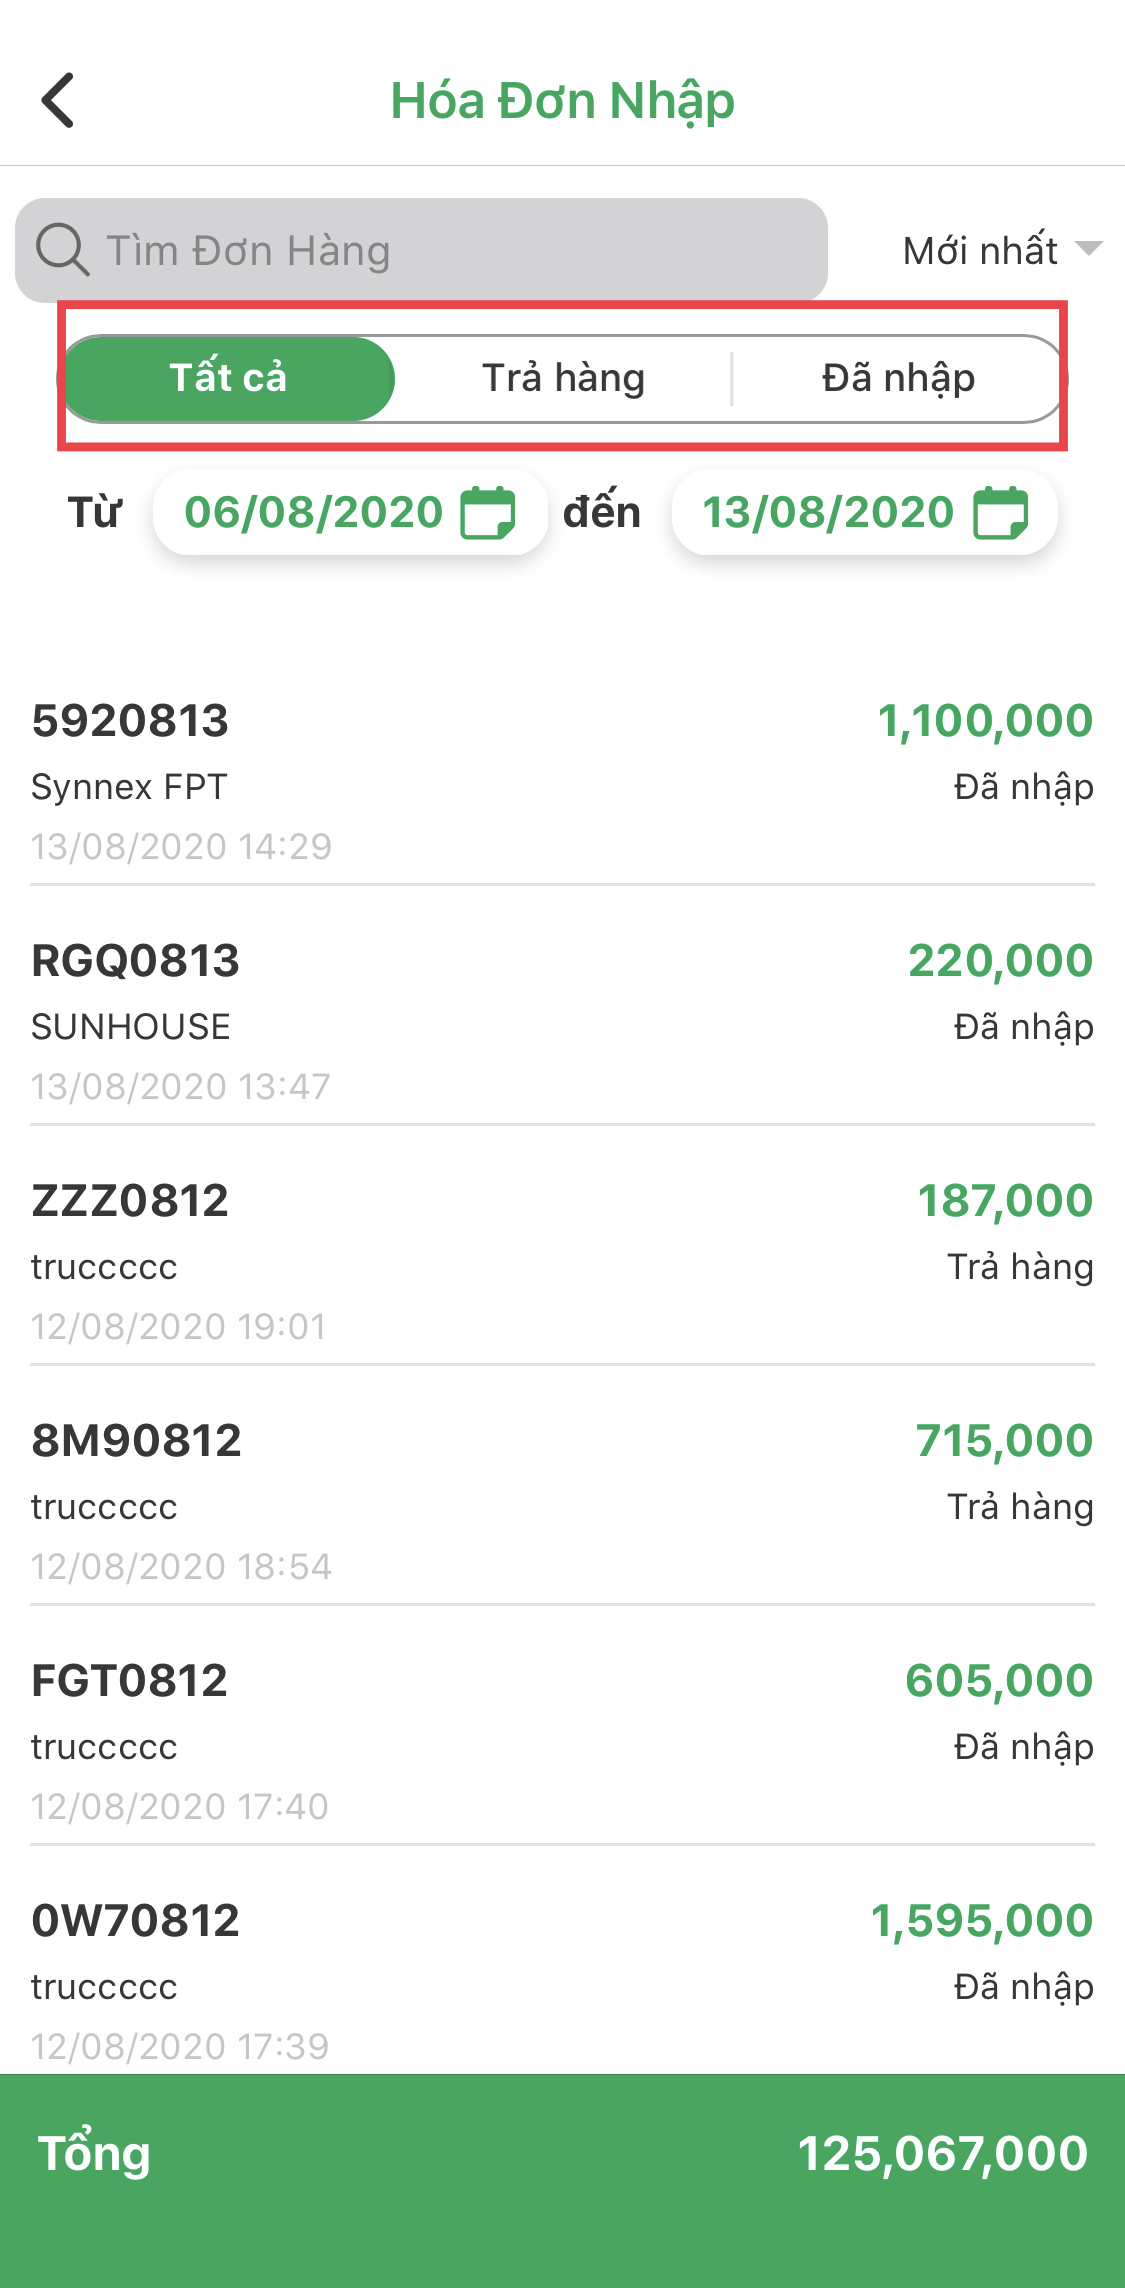 Hóa Đơn Nhập
Tìm Đơn Hàng
Mới nhất
Tất cả
Trả hàng
Đã nhập
Từ 06/08/2020 đến 13/08/2020
5920813 1,100,000
Synnex FPT Đã nhập
13/08/2020 14:29
RGQ0813 220,000
SUNHOUSE Đã nhập
13/08/2020 13:47
ZZZ0812 187,000
truccccc Trả hàng
12/08/2020 19:01
8M90812 715,000
truccccc Trả hàng
12/08/2020 18:54
FGT0812 605,000
truccccc Đã nhập
12/08/2020 17:40
0W70812 1,595,000
truccccc Đã nhập
12/08/2020 17:39
Tổng 125,067,000